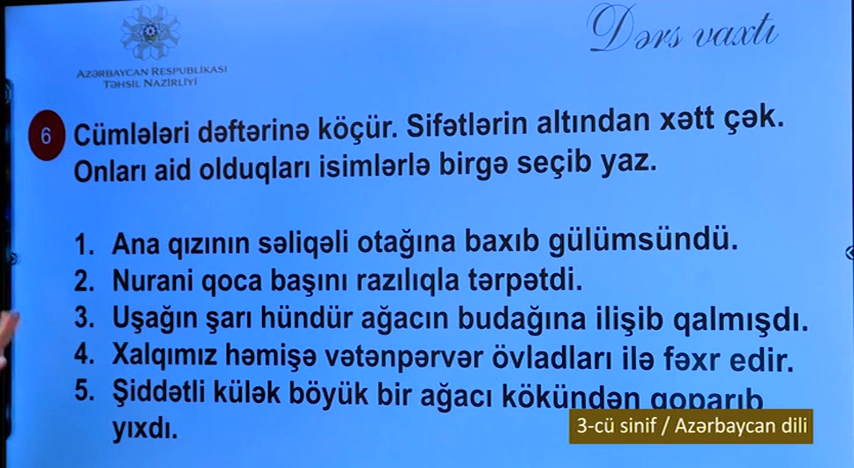 Dərs vaxtı
AZƏRBAYCAN RESPUBLİKASI
TƏHSİL NAZİRLİYİ
6 Cümlələri dəftərinə köçür. Sifətlərin altından xətt çək.
Onları aid olduqları isimlərlə birgə seçib yaz.
1. Ana qızının səliqəli otağına baxıb gülümsündü.
2. Nurani qoca başını razılıqla tərpətdi.
3. Uşağın şarı hündür ağacın budağına ilişib qalmışdı.
4. Xalqımız həmişə vətənpərvər övladları ilə fəxr edir.
5. Şiddətli külək böyük bir ağacı kökündən qoparıb
yıxdı.
3-cü sinif / Azərbaycan dili